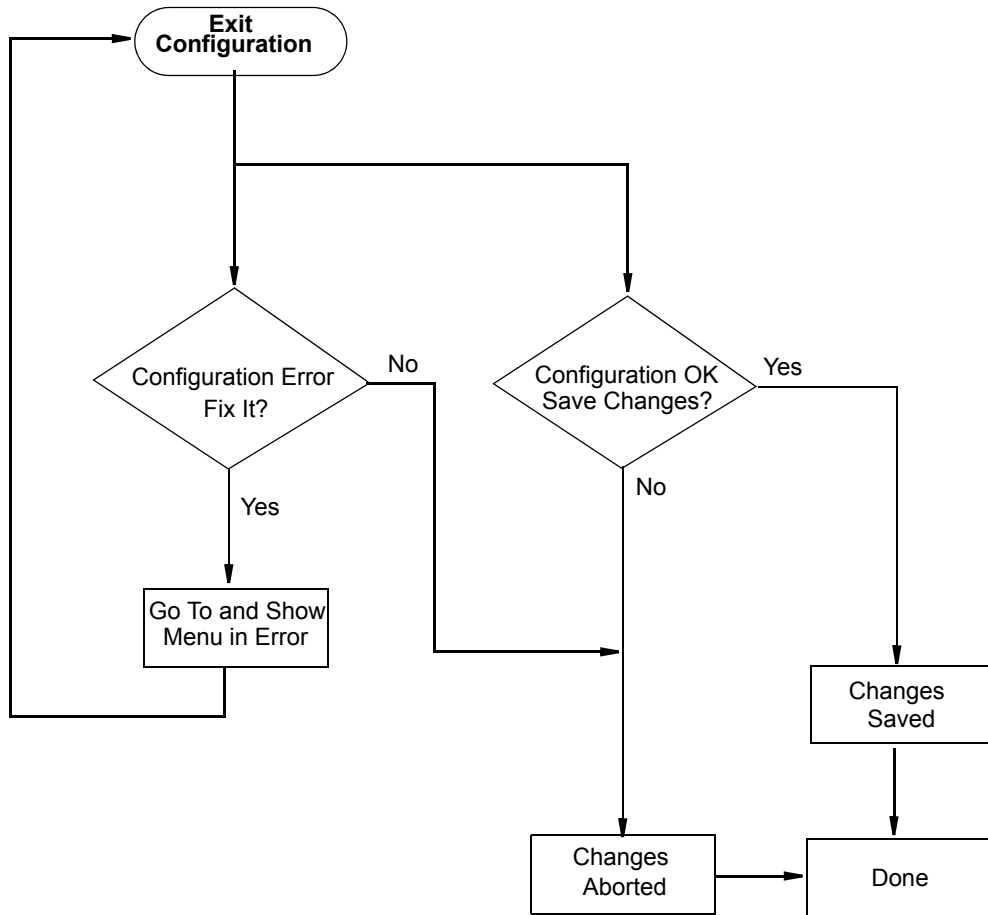 Exit
Configuration
Configuration Error
Fix It?
No
Configuration OK
Save Changes?
Yes
Yes
No
Go To and Show
Menu in Error
Changes
Saved
Changes
Aborted
Done